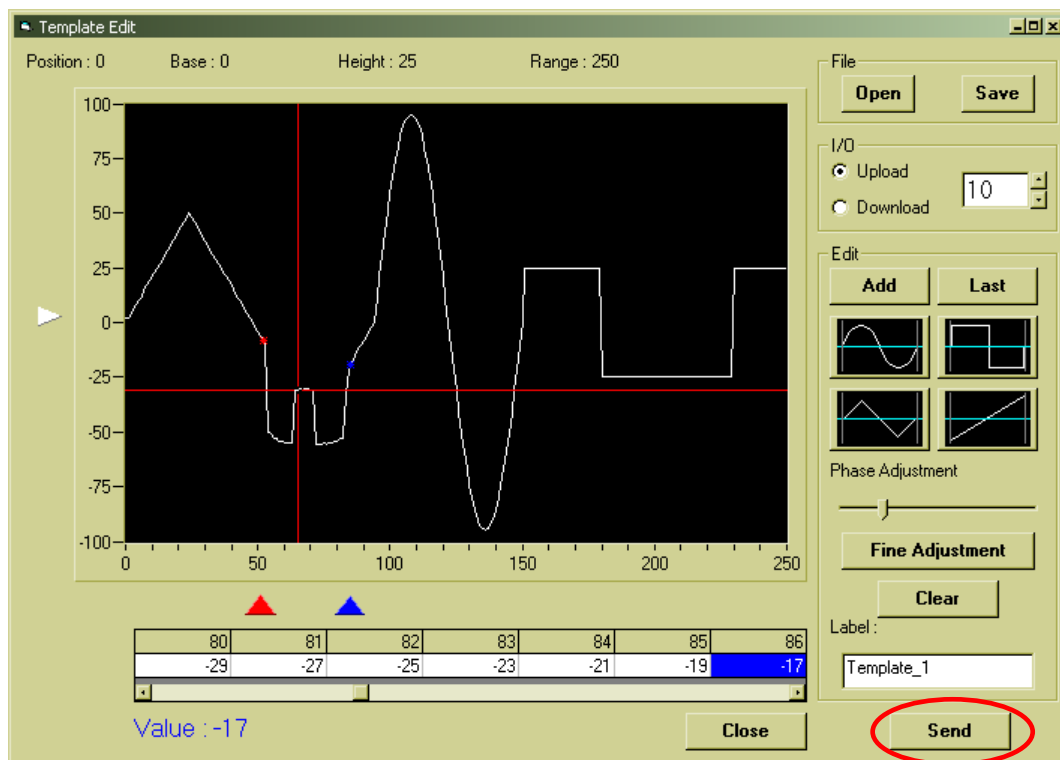 Template Edit
Position : 0 Base : 0 Height : 25 Range : 250
File
Open Save
I/O
Upload
Download
10
Edit
Add Last
Phase Adjustment
Fine Adjustment
Clear
Label :
Template_1
100
75
50
25
0
-25
-50
-75
-100
0 50 100 150 200 250
80 81 82 83 84 85 86
-29 -27 -25 -23 -21 -19 -17
Value : -17
Close Send